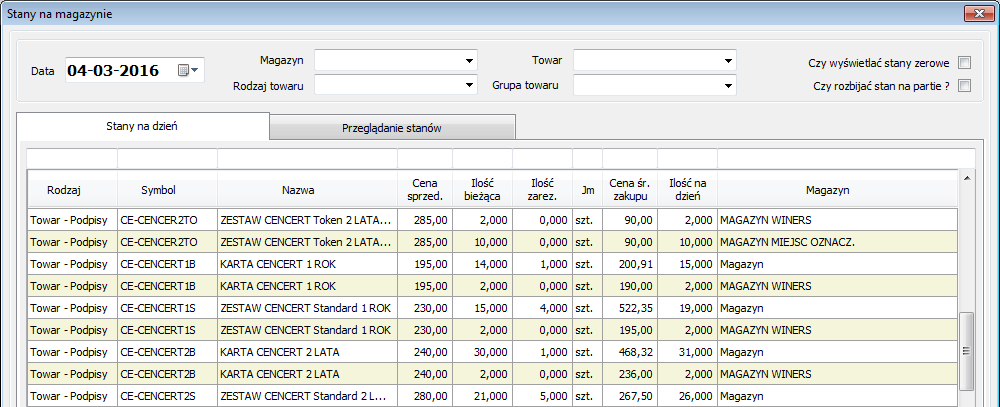 Stany na magazynie
Data 04-03-2016 Magazyn Towar Czy wyświetlać stany zerowe
Rodzaj towaru Grupa towaru Czy rozbijać stan na partie ?
Stany na dzień Przeglądanie stanów
Rodzaj Symbol Nazwa Cena sprzed. Ilość bieżąca Ilość zarez. Jm Cena śr. zakupu Ilość na dzień Magazyn
Towar - Podpisy CE-CENCER2TO ZESTAW CENCERT Token 2 LATA... 285,00 2,000 0,000 szt. 90,00 2,000 MAGAZYN WINERS
Towar - Podpisy CE-CENCER2TO ZESTAW CENCERT Token 2 LATA... 285,00 10,000 0,000 szt. 90,00 10,000 MAGAZYN MIEJSC OZNACZ.
Towar - Podpisy CE-CENCERT1B KARTA CENCERT 1 ROK 195,00 14,000 1,000 szt. 200,91 15,000 Magazyn
Towar - Podpisy CE-CENCERT1B KARTA CENCERT 1 ROK 195,00 2,000 0,000 szt. 190,00 2,000 MAGAZYN WINERS
Towar - Podpisy CE-CENCERT1S ZESTAW CENCERT Standard 1 ROK 230,00 15,000 4,000 szt. 522,35 19,000 Magazyn
Towar - Podpisy CE-CENCERT1S ZESTAW CENCERT Standard 1 ROK 230,00 2,000 0,000 szt. 195,00 2,000 MAGAZYN WINERS
Towar - Podpisy CE-CENCERT2B KARTA CENCERT 2 LATA 240,00 30,000 1,000 szt. 468,32 31,000 Magazyn
Towar - Podpisy CE-CENCERT2B KARTA CENCERT 2 LATA 240,00 2,000 0,000 szt. 236,00 2,000 MAGAZYN WINERS
Towar - Podpisy CE-CENCERT2S ZESTAW CENCERT Standard 2 L... 280,00 21,000 5,000 szt. 267,50 26,000 Magazyn